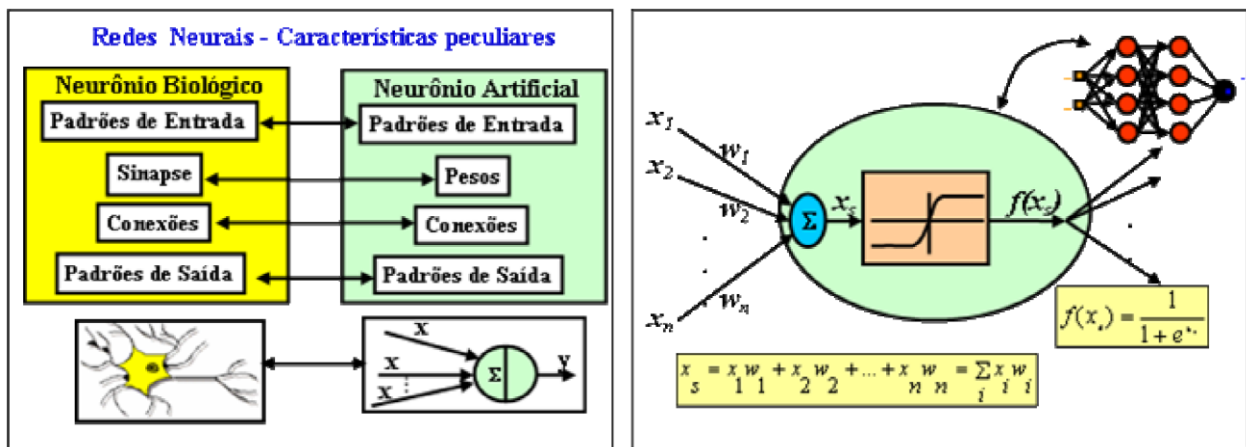 Redes Neurais - Características peculiares
Neurônio Biológico
Neurônio Artificial
Padrões de Entrada
Padrões de Entrada
Sinapse
Pesos
Conexões
Conexões
Padrões de Saída
Padrões de Saída
x
x
x
Σ
y
x1
x2
.
.
xn
w1
w2
.
.
wn
Σ
xs
f(xs)
.
.
f(xs) = 1 / (1 + e^xs)
xs = x1w1 + x2w2 + ... + xnwn = Σi xiwi